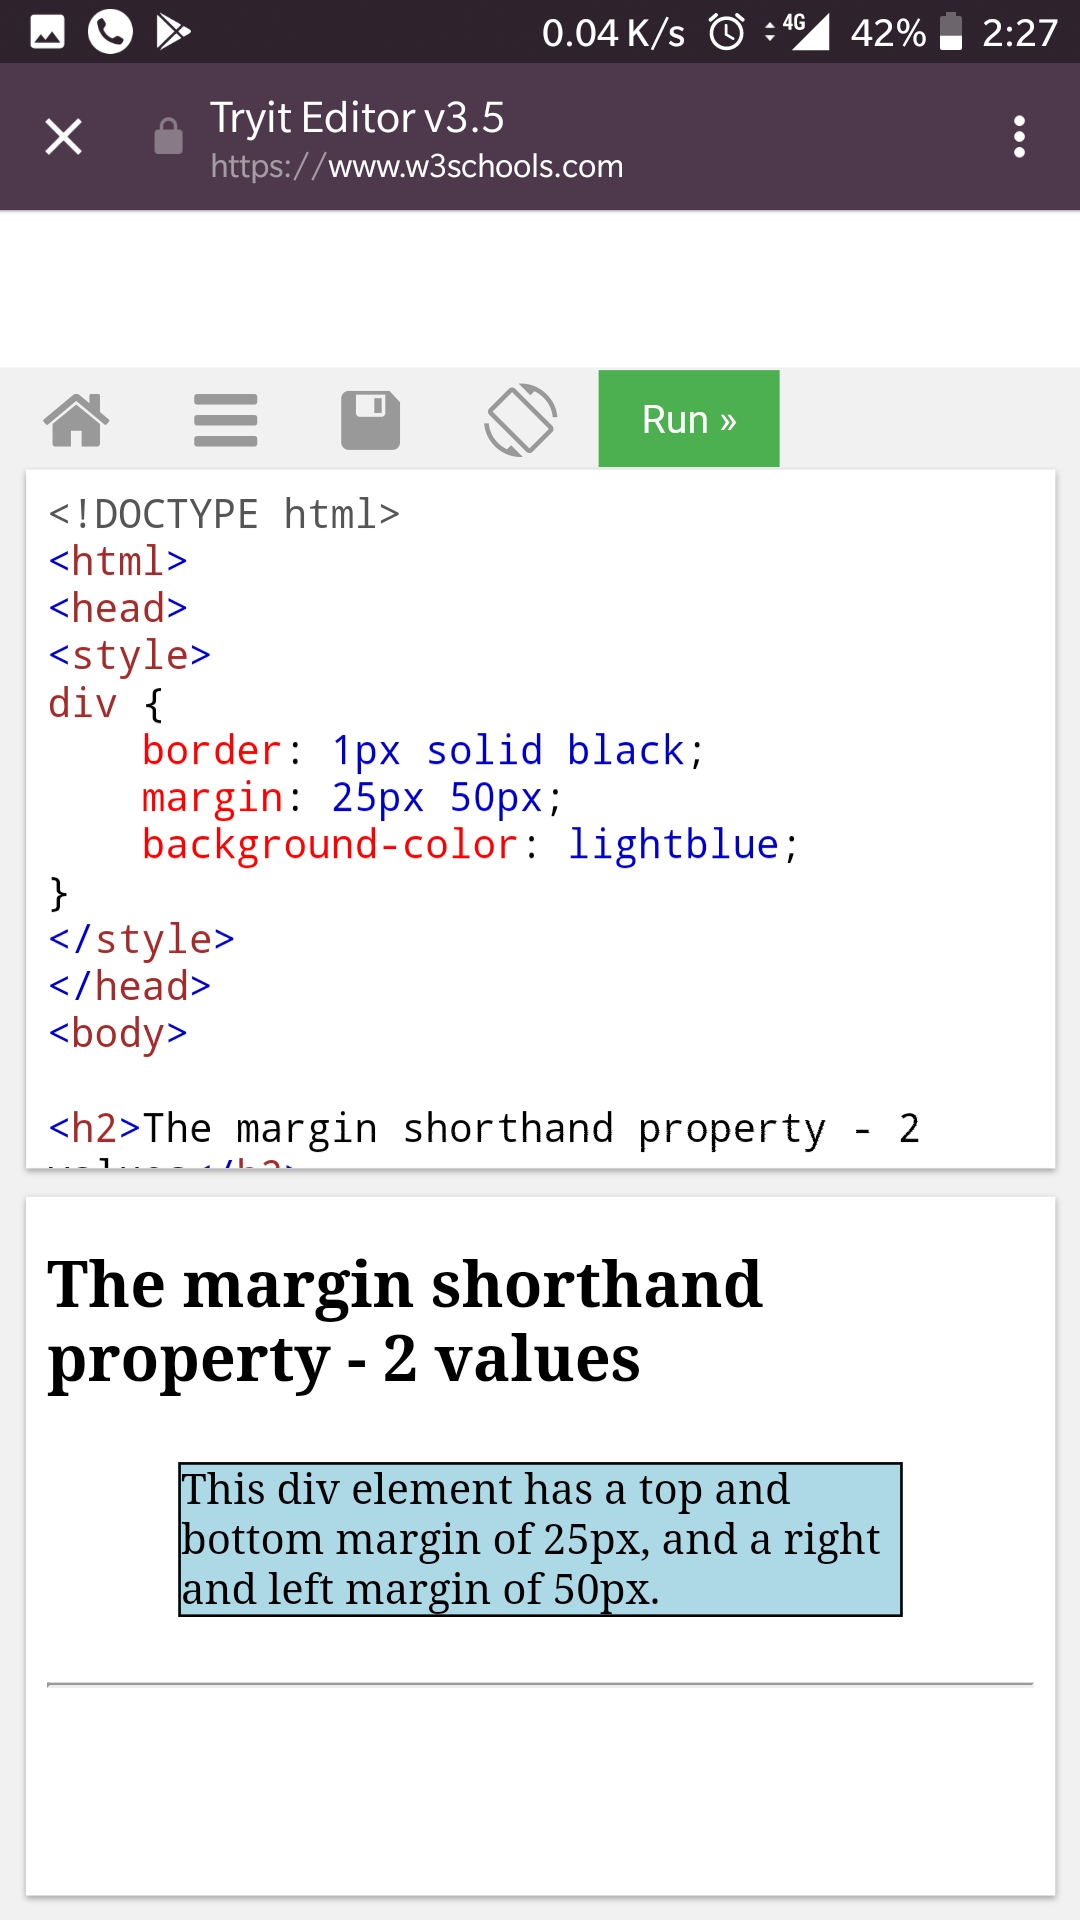 0.04 K/s 4G 42% 2:27
Tryit Editor v3.5
https://www.w3schools.com
Run »
<!DOCTYPE html>
<html>
<head>
<style>
div {
    border: 1px solid black;
    margin: 25px 50px;
    background-color: lightblue;
}
</style>
</head>
<body>
<h2>The margin shorthand property - 2
values</h2>
The margin shorthand
property - 2 values
This div element has a top and
bottom margin of 25px, and a right
and left margin of 50px.